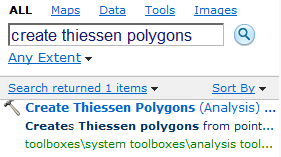 ALL Maps Data Tools Images
create thiessen polygons
Any Extent
Search returned 1 items Sort By
Create Thiessen Polygons (Analysis) ...
Creates Thiessen polygons from point...
toolboxes\system toolboxes\analysis tool...